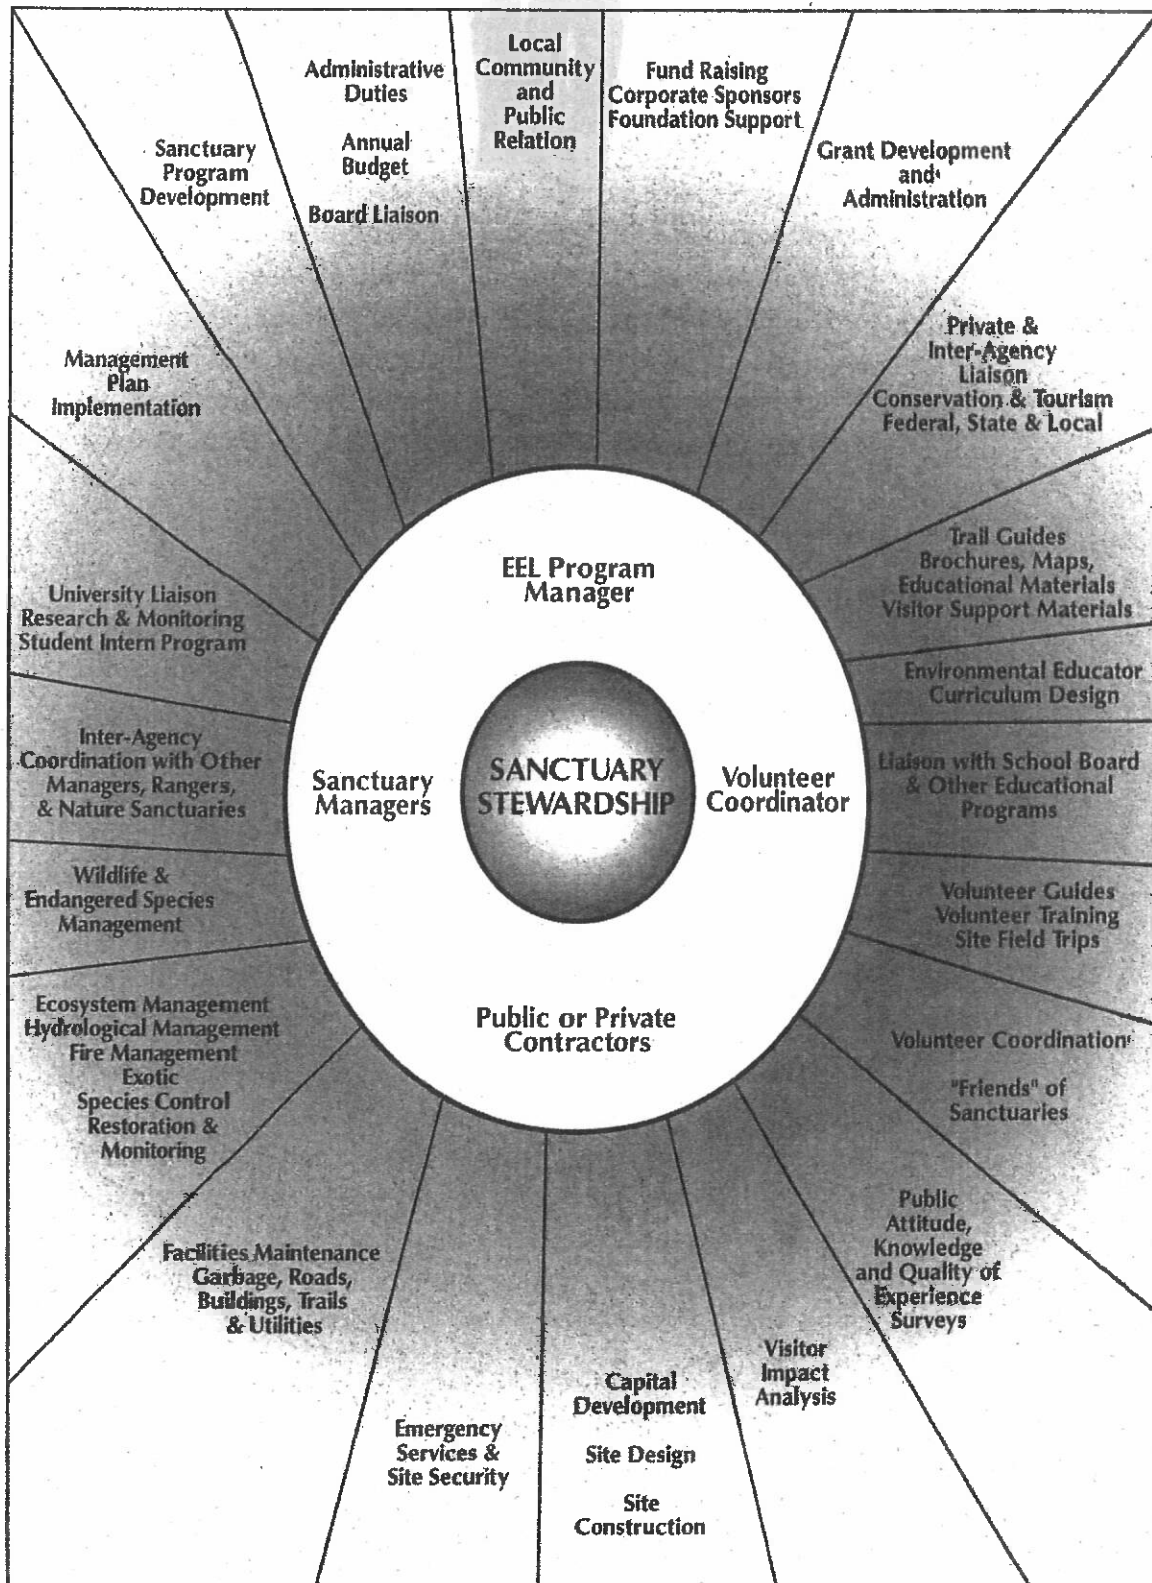 Local
Community
and
Public
Relation
Fund Raising
Corporate Sponsors
Foundation Support
Grant Development
and
Administration
Private &
Inter-Agency
Liaison
Conservation & Tourism
Federal, State & Local
Trail Guides
Brochures, Maps,
Educational Materials
Visitor Support Materials
Environmental Educator
Curriculum Design
Liaison with School Board
& Other Educational
Programs
Volunteer Guides
Volunteer Training
Site Field Trips
Volunteer Coordination
"Friends" of
Sanctuaries
Public
Attitude,
Knowledge
and Quality of
Experience
Surveys
Visitor
Impact
Analysis
Capital
Development
Site Design
Site
Construction
Emergency
Services &
Site Security
Facilities Maintenance
Garbage, Roads,
Buildings, Trails
& Utilities
Ecosystem Management
Hydrological Management
Fire Management
Exotic
Species Control
Restoration &
Monitoring
Wildlife &
Endangered Species
Management
Inter-Agency
Coordination with Other
Managers, Rangers,
& Nature Sanctuaries
University Liaison
Research & Monitoring
Student Intern Program
Management
Plan
Implementation
Sanctuary
Program
Development
Administrative
Duties
Annual
Budget
Board Liaison
EEL Program
Manager
Sanctuary
Managers
SANCTUARY
STEWARDSHIP
Volunteer
Coordinator
Public or Private
Contractors